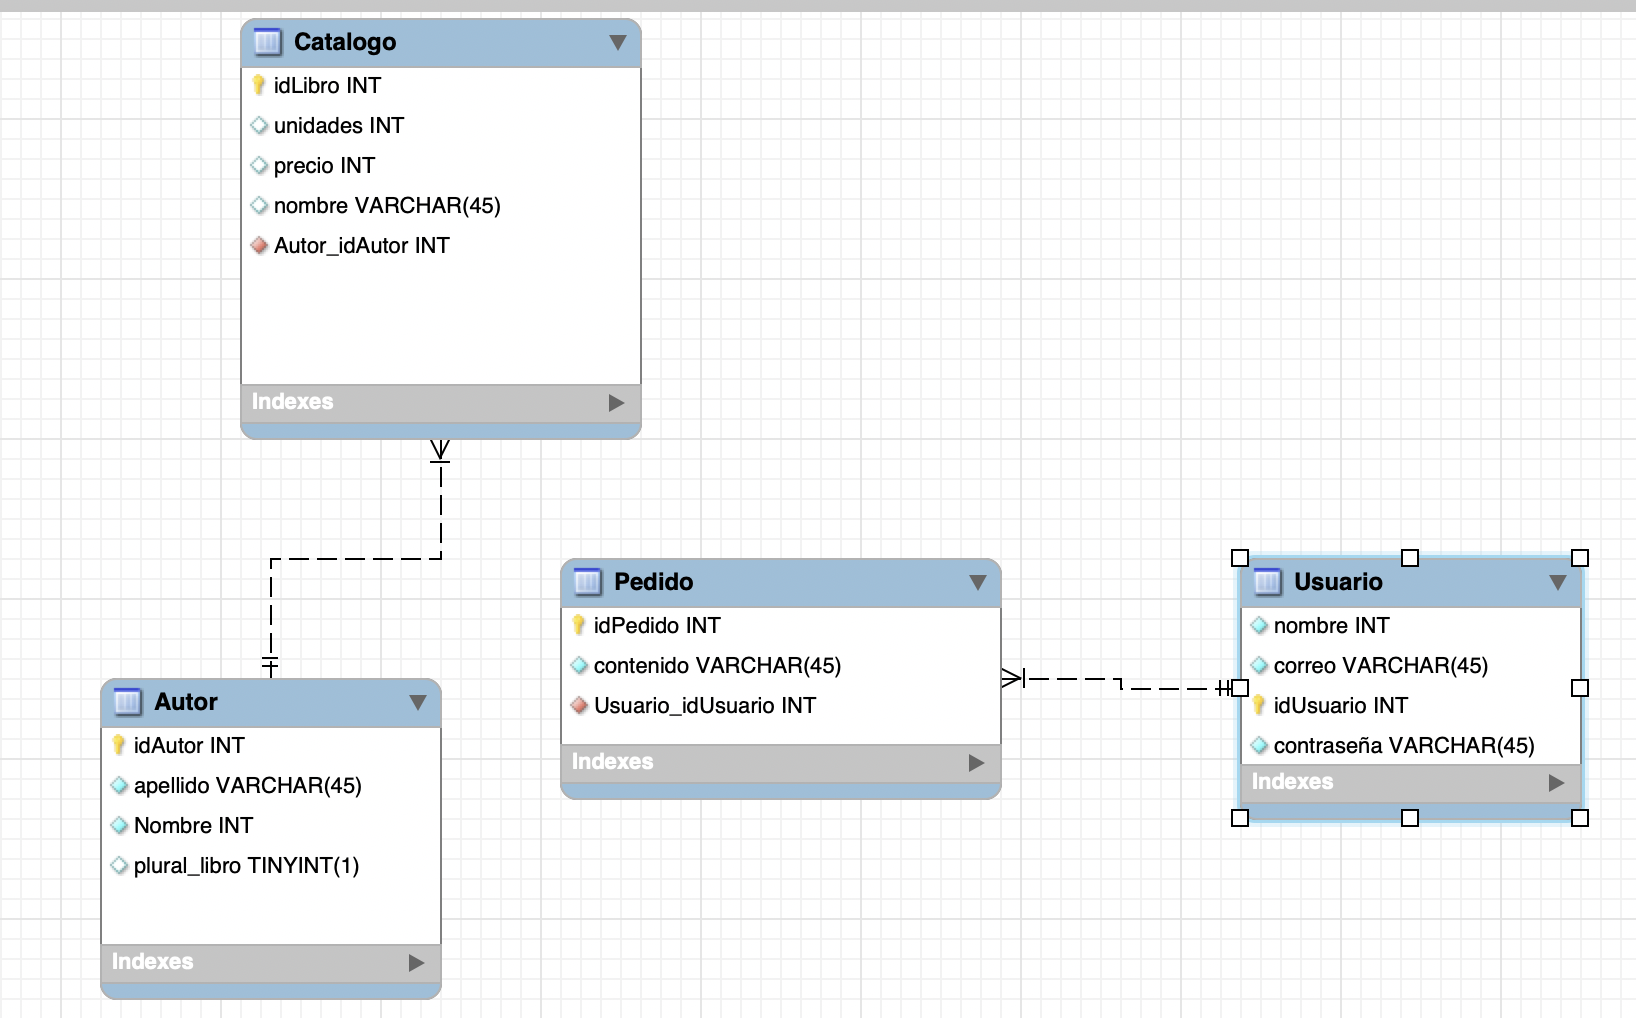 Catalogo
idLibro INT
unidades INT
precio INT
nombre VARCHAR(45)
Autor_idAutor INT
Indexes
Autor
idAutor INT
apellido VARCHAR(45)
Nombre INT
plural_libro TINYINT(1)
Indexes
Pedido
idPedido INT
contenido VARCHAR(45)
Usuario_idUsuario INT
Indexes
Usuario
nombre INT
correo VARCHAR(45)
idUsuario INT
contraseña VARCHAR(45)
Indexes